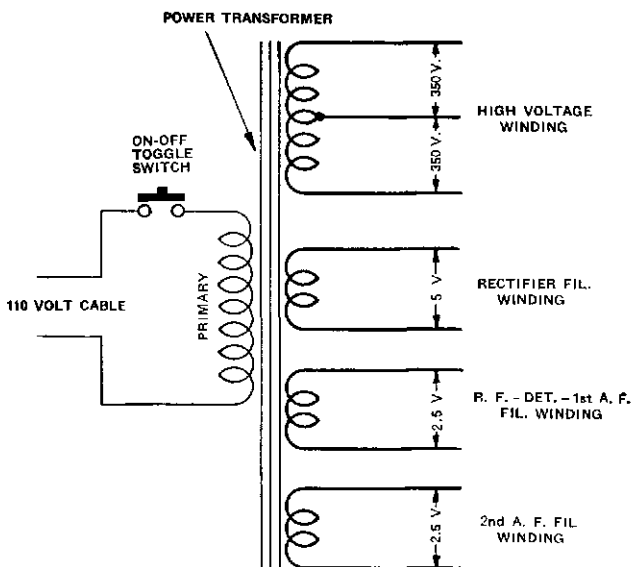 POWER TRANSFORMER
350 V.
HIGH VOLTAGE
WINDING
350 V.
ON-OFF
TOGGLE
SWITCH
110 VOLT CABLE
PRIMARY
5 V
RECTIFIER FIL.
WINDING
2.5 V.
R. F. - DET. - 1st A. F.
FIL. WINDING
2.5 V.
2nd A. F. FIL
WINDING